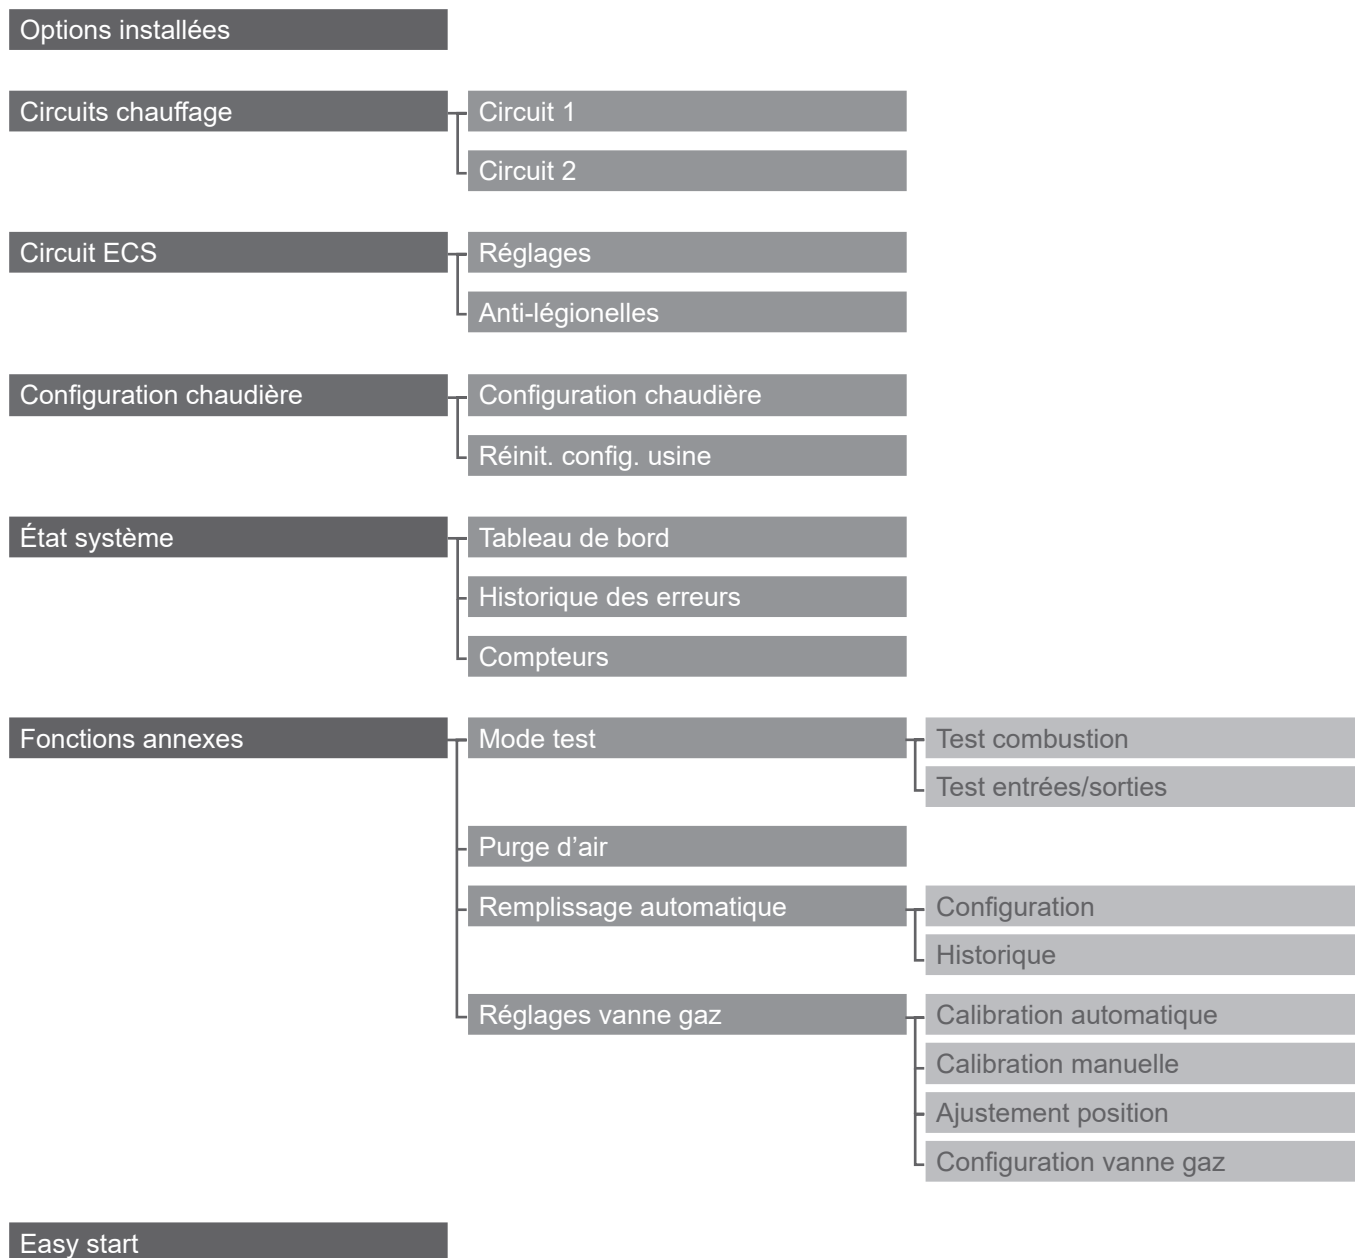 Options installées
Circuits chauffage
Circuit 1
Circuit 2
Circuit ECS
Réglages
Anti-légionelles
Configuration chaudière
Configuration chaudière
Réinit. config. usine
État système
Tableau de bord
Historique des erreurs
Compteurs
Fonctions annexes
Mode test
Test combustion
Test entrées/sorties
Purge d’air
Remplissage automatique
Configuration
Historique
Réglages vanne gaz
Calibration automatique
Calibration manuelle
Ajustement position
Configuration vanne gaz
Easy start